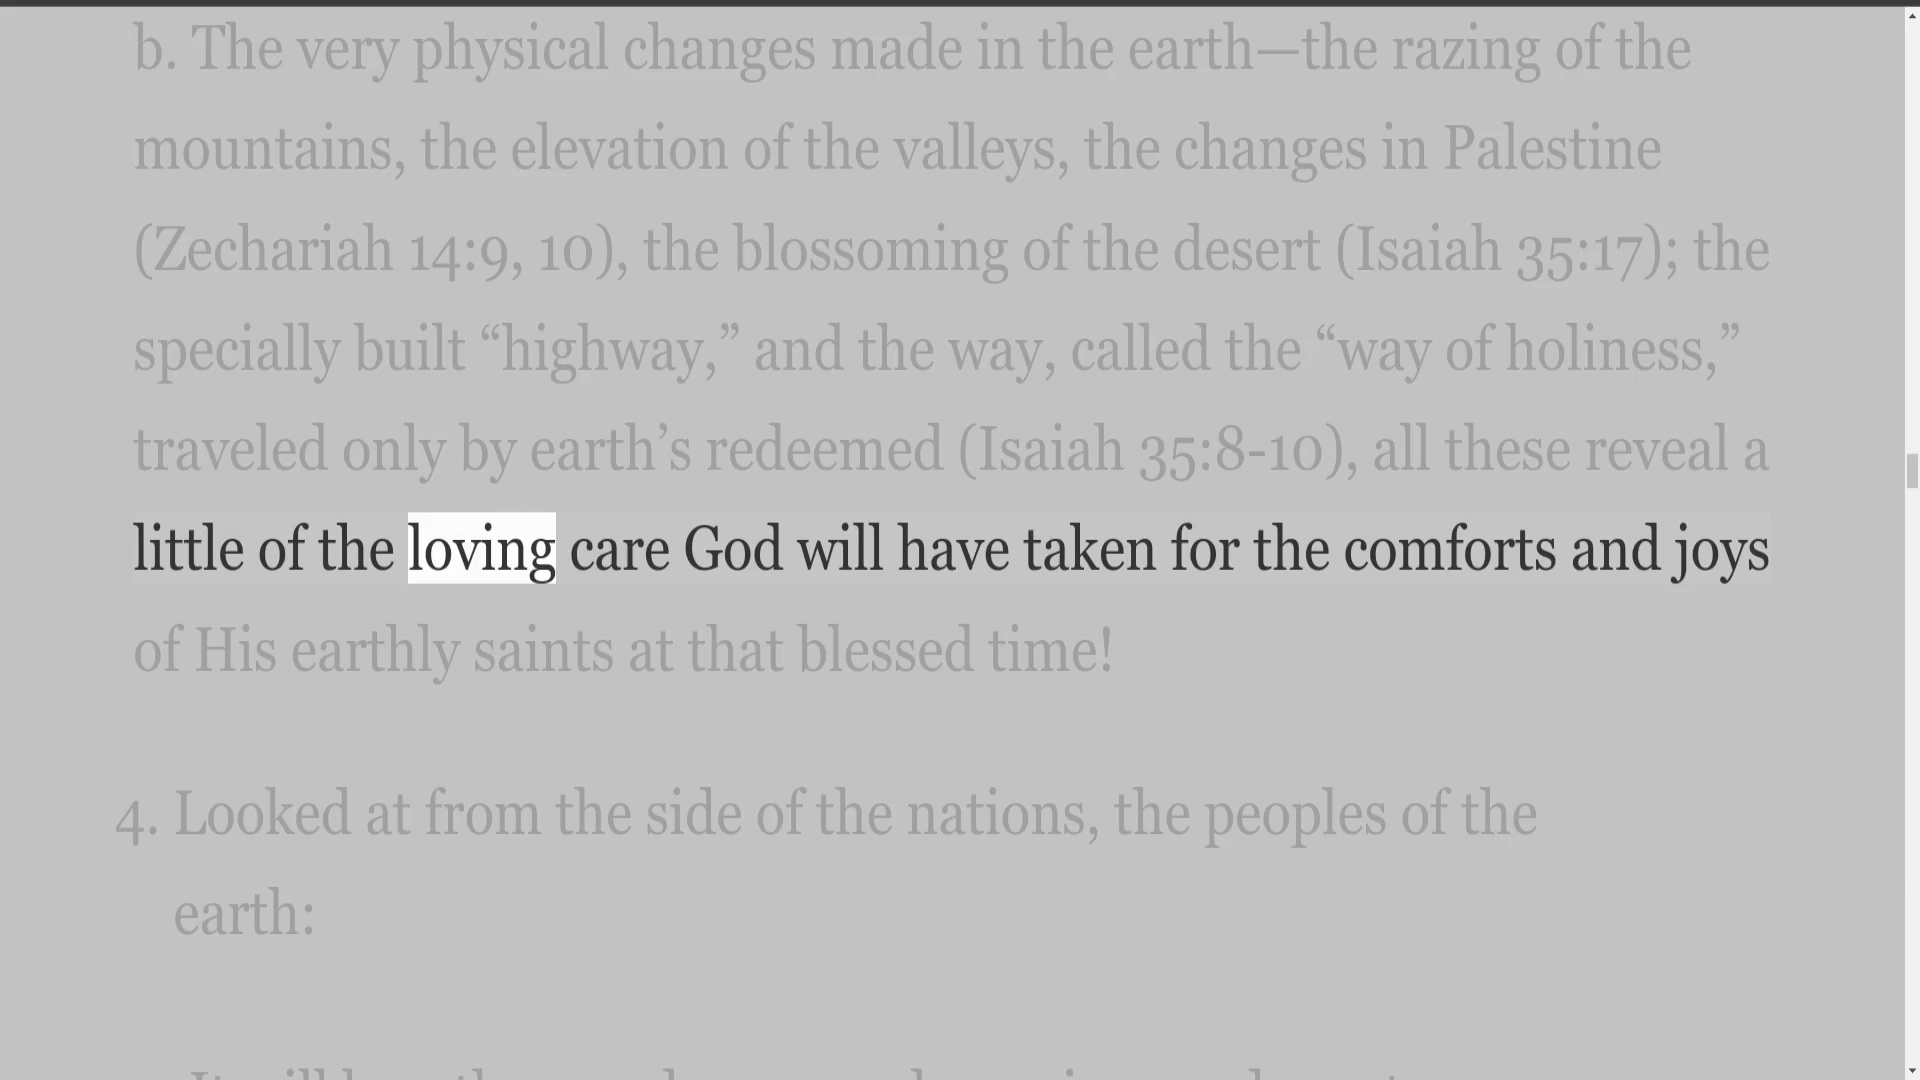 b. The very physical changes made in the earth—the razing of the
mountains, the elevation of the valleys, the changes in Palestine
(Zechariah 14:9, 10), the blossoming of the desert (Isaiah 35:17); the
specially built “highway,” and the way, called the “way of holiness,”
traveled only by earth’s redeemed (Isaiah 35:8-10), all these reveal a
little of the loving care God will have taken for the comforts and joys
of His earthly saints at that blessed time!
4. Looked at from the side of the nations, the peoples of the
earth: